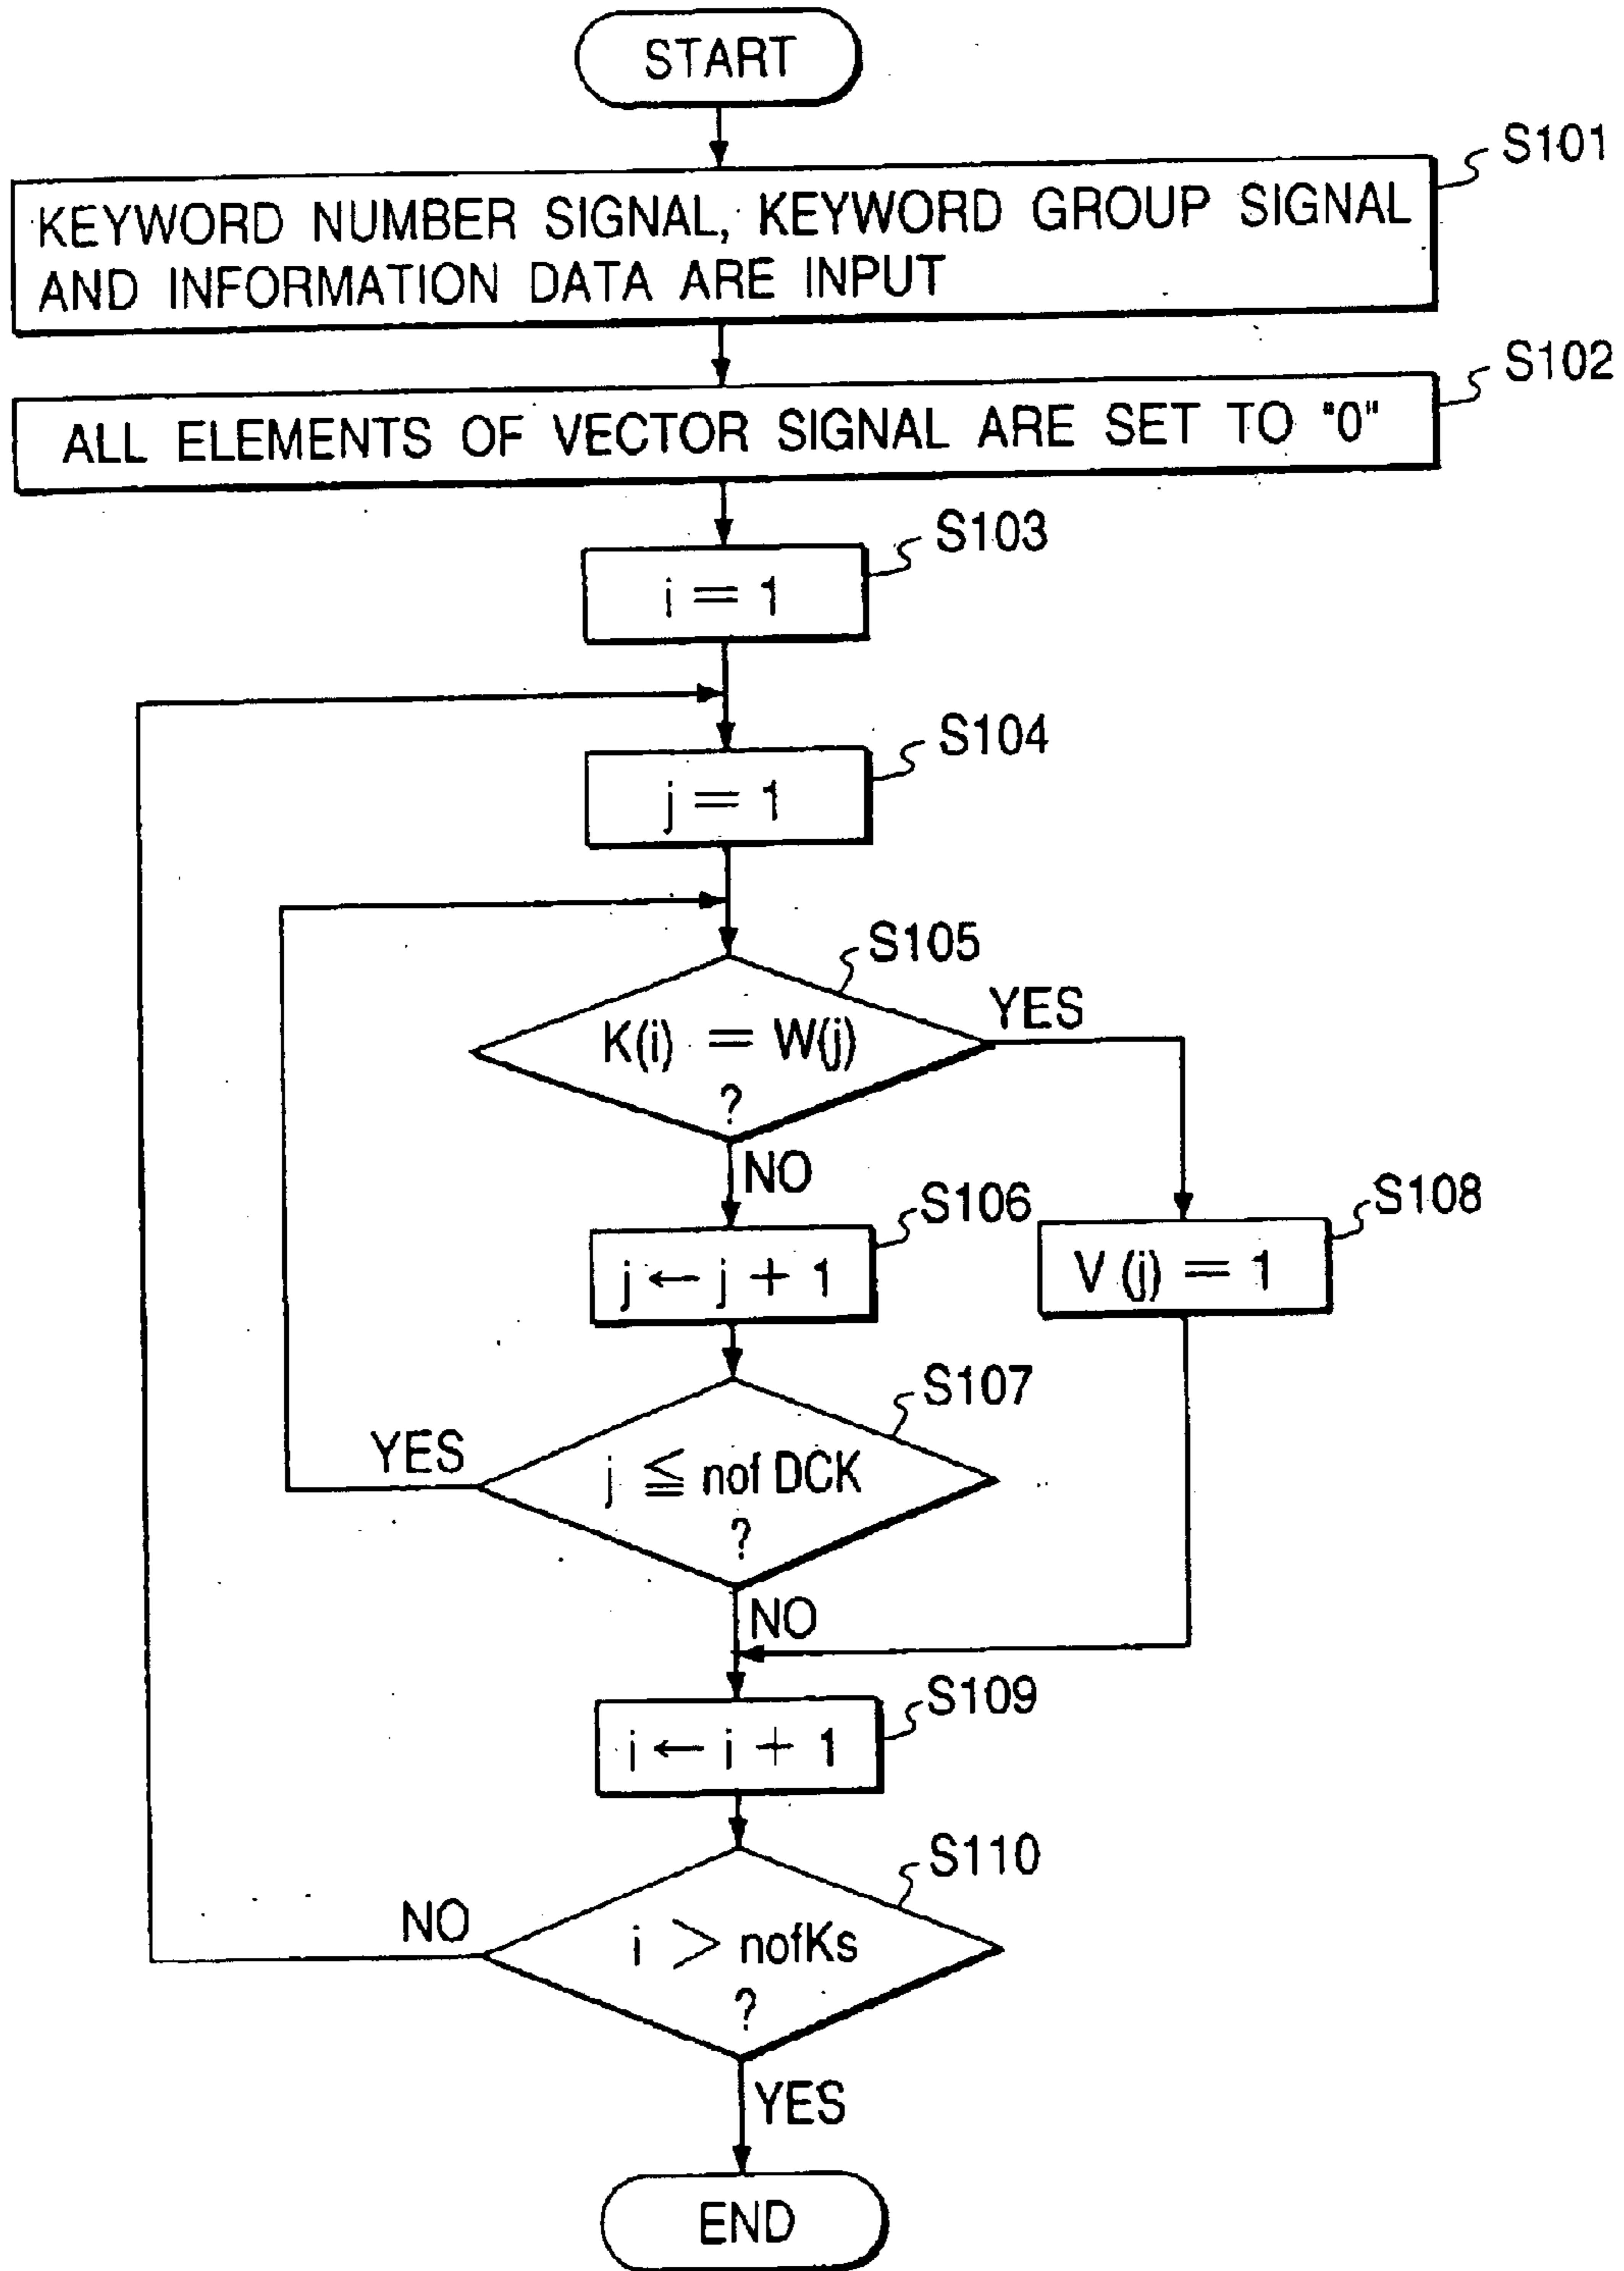 START
S101
KEYWORD NUMBER SIGNAL, KEYWORD GROUP SIGNAL
AND INFORMATION DATA ARE INPUT
S102
ALL ELEMENTS OF VECTOR SIGNAL ARE SET TO "0"
S103
i = 1
S104
j = 1
S105
K(i) = W(j)
?
YES
NO
S106
j ← j + 1
S108
V (j) = 1
S107
j ≦ nof DCK
?
YES
NO
S109
i ← i + 1
S110
i > nofKs
?
NO
YES
END